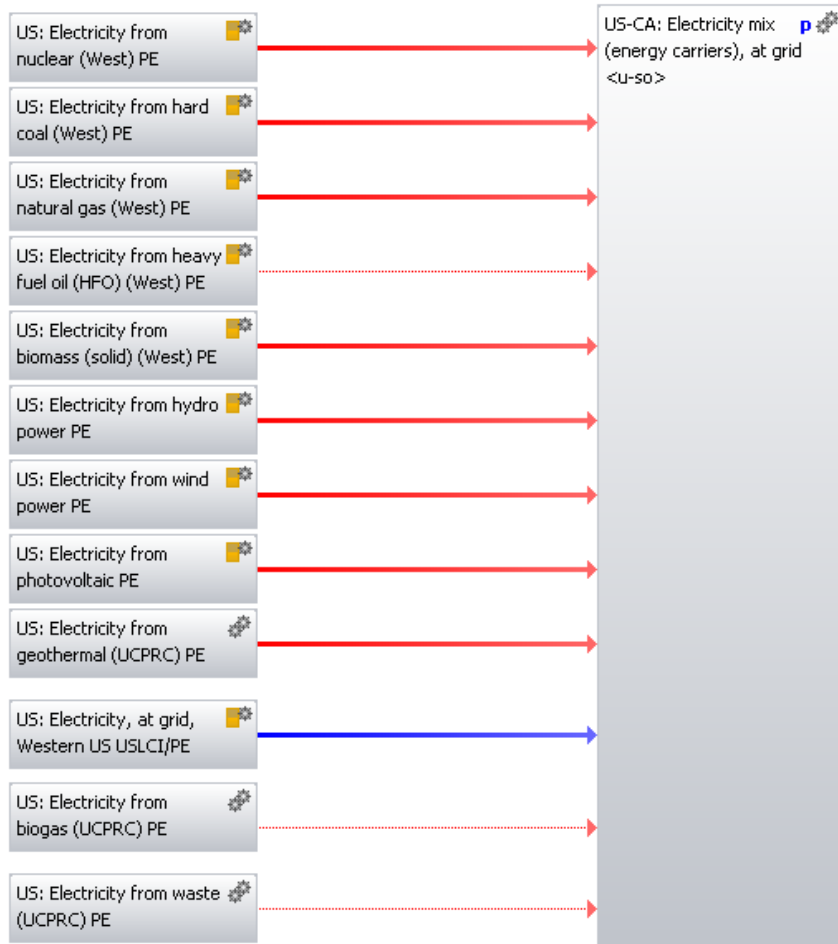 US: Electricity from
nuclear (West) PE
US: Electricity from hard
coal (West) PE
US: Electricity from
natural gas (West) PE
US: Electricity from heavy
fuel oil (HFO) (West) PE
US: Electricity from
biomass (solid) (West) PE
US: Electricity from hydro
power PE
US: Electricity from wind
power PE
US: Electricity from
photovoltaic PE
US: Electricity from
geothermal (UCPRC) PE
US: Electricity, at grid,
Western US USLCI/PE
US: Electricity from
biogas (UCPRC) PE
US: Electricity from waste
(UCPRC) PE
US-CA: Electricity mix p
(energy carriers), at grid
<u-so>